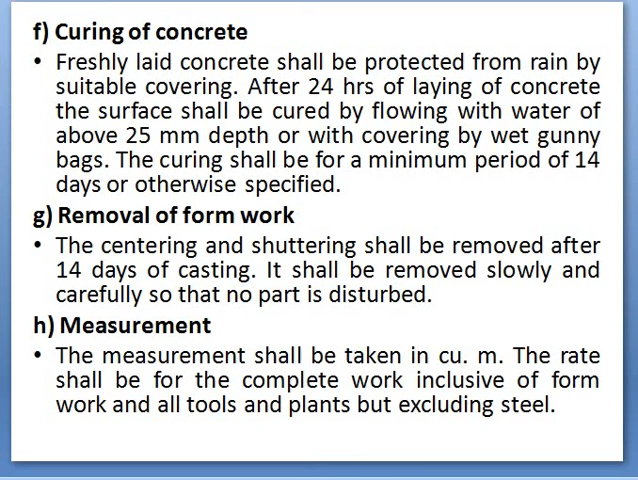 f) Curing of concrete
• Freshly laid concrete shall be protected from rain by
suitable covering. After 24 hrs of laying of concrete
the surface shall be cured by flowing with water of
above 25 mm depth or with covering by wet gunny
bags. The curing shall be for a minimum period of 14
days or otherwise specified.
g) Removal of form work
• The centering and shuttering shall be removed after
14 days of casting. It shall be removed slowly and
carefully so that no part is disturbed.
h) Measurement
• The measurement shall be taken in cu. m. The rate
shall be for the complete work inclusive of form
work and all tools and plants but excluding steel.